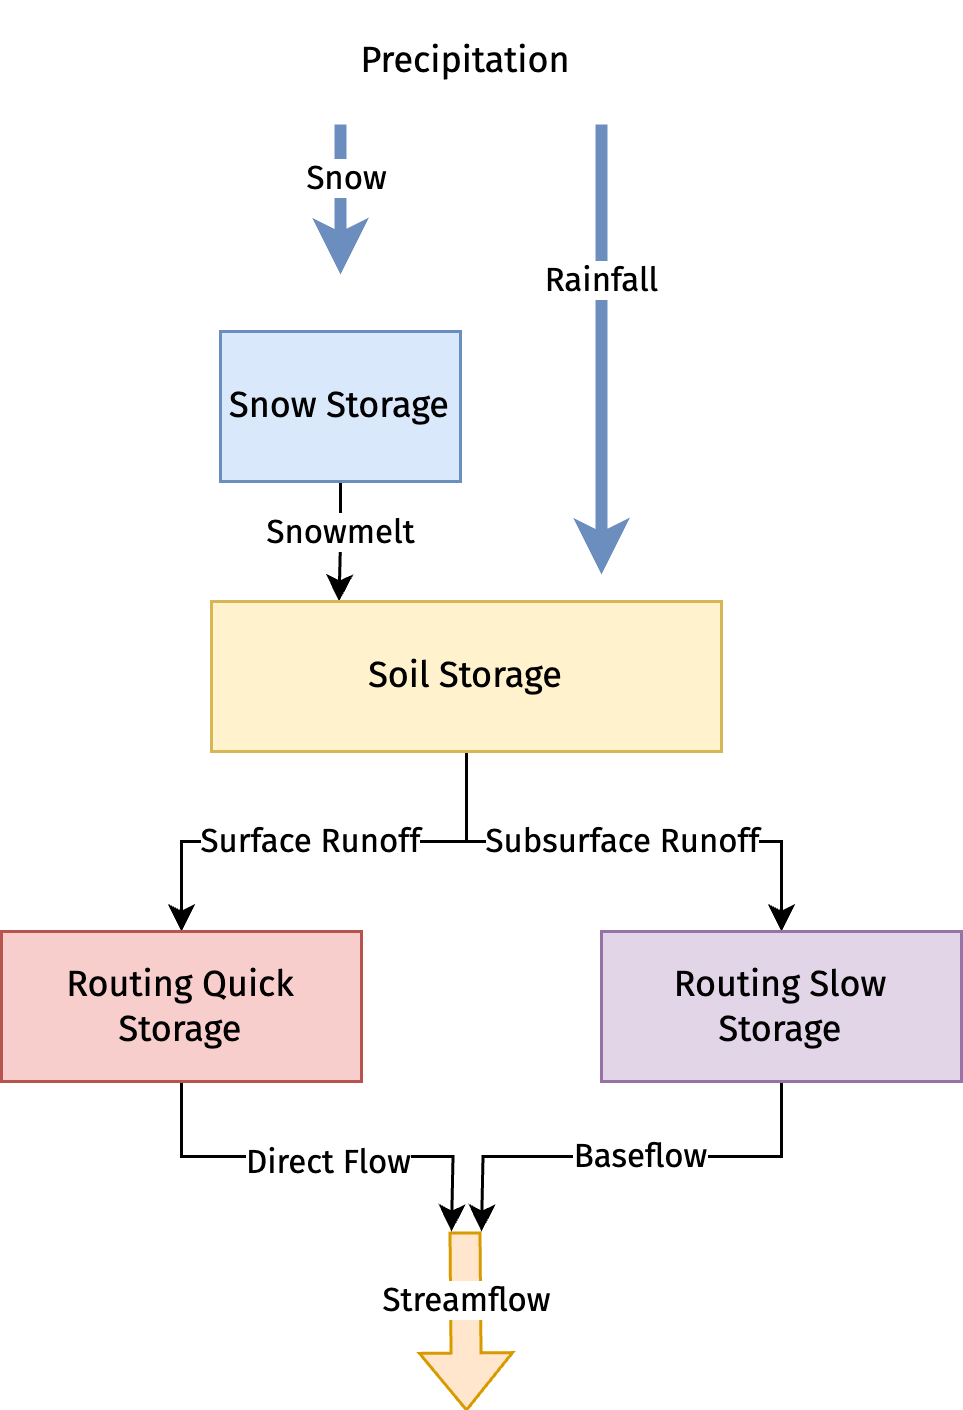 Precipitation
Snow
Rainfall
Snow Storage
Snowmelt
Soil Storage
Surface Runoff
Subsurface Runoff
Routing Quick
Storage
Routing Slow
Storage
Direct Flow
Baseflow
Streamflow